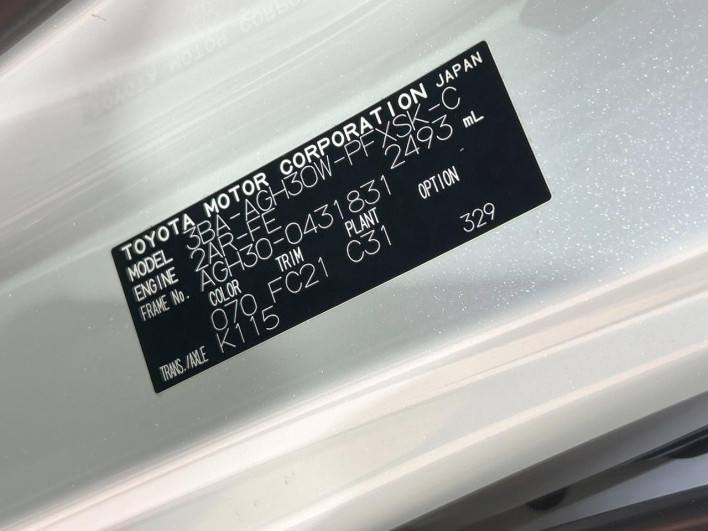 TOYOTA MOTOR CORPORATION JAPAN
MODEL 3BA-AGH30W-PFXSK-C
ENGINE 2AR-FE 2493 mL
FRAME No. AGH30-0431831
COLOR TRIM PLANT OPTION
070 FC21 C31 329
TRANS./AXLE K115